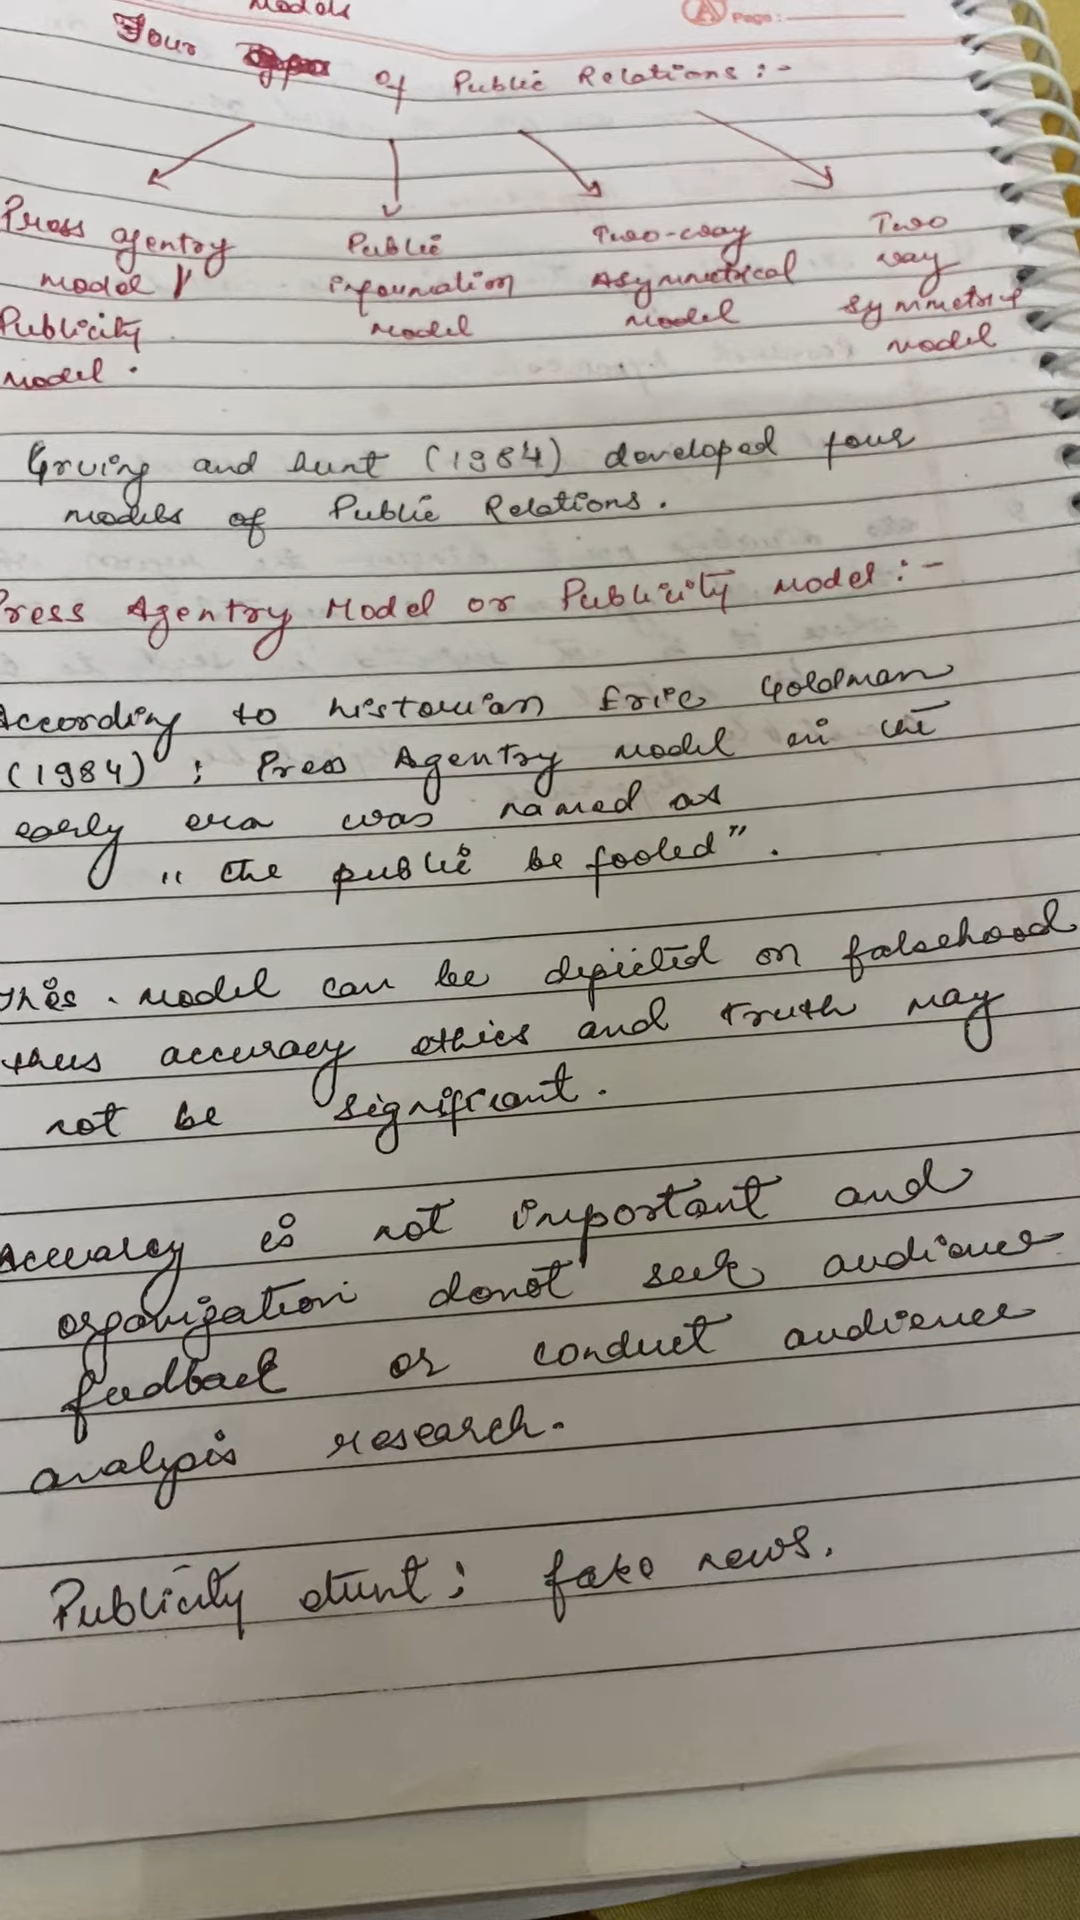 Models
Page:
Four of Public Relations :-
Press agentry model / Publicity model.
Public information model
Two-way Asymmetrical model
Two way symmetric model
Gruing and hunt (1984) developed four
models of Public Relations.
Press Agentry Model or Publicity model :-
According to historian Eric Goldman
(1984) ; Press Agentry model in the
early era was named as
" the public be fooled".
This model can be depicted on falsehood
thus accuracy ethics and truth may
not be significant.
Accuracy is not important and
organization donot seek audience
feedback or conduct audience
analysis research.
Publicity stunt ; fake news.